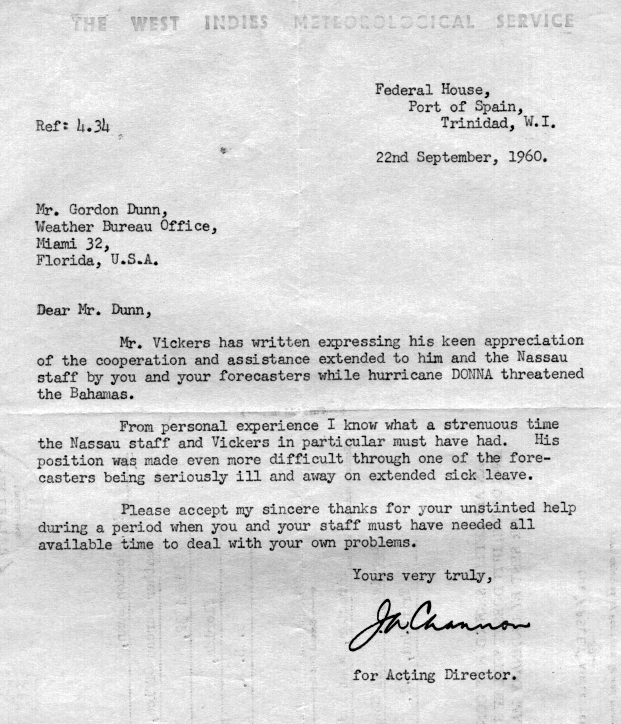 THE WEST INDIES METEOROLOGICAL SERVICE
Federal House,
Port of Spain,
Trinidad, W.I.
Ref: 4.34
22nd September, 1960.
Mr. Gordon Dunn,
Weather Bureau Office,
Miami 32,
Florida, U.S.A.
Dear Mr. Dunn,
Mr. Vickers has written expressing his keen appreciation
of the cooperation and assistance extended to him and the Nassau
staff by you and your forecasters while hurricane DONNA threatened
the Bahamas.
From personal experience I know what a strenuous time
the Nassau staff and Vickers in particular must have had. His
position was made even more difficult through one of the fore-
casters being seriously ill and away on extended sick leave.
Please accept my sincere thanks for your unstinted help
during a period when you and your staff must have needed all
available time to deal with your own problems.
Yours very truly,
J.A. Channon
for Acting Director.